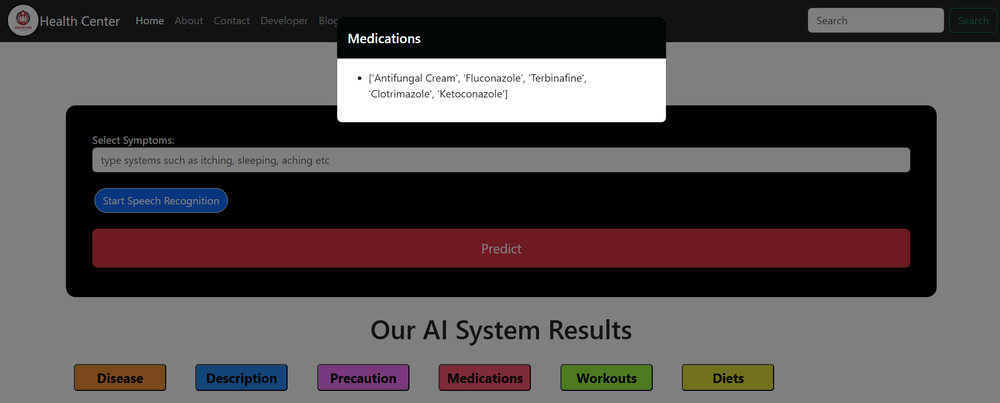 HEALTH CARE
Health Center Home About Contact Developer Blog Search Search
Medications
['Antifungal Cream', 'Fluconazole', 'Terbinafine',
'Clotrimazole', 'Ketoconazole']
Select Symptoms:
type systems such as itching, sleeping, aching etc
Start Speech Recognition
Predict
Our AI System Results
Disease Description Precaution Medications Workouts Diets